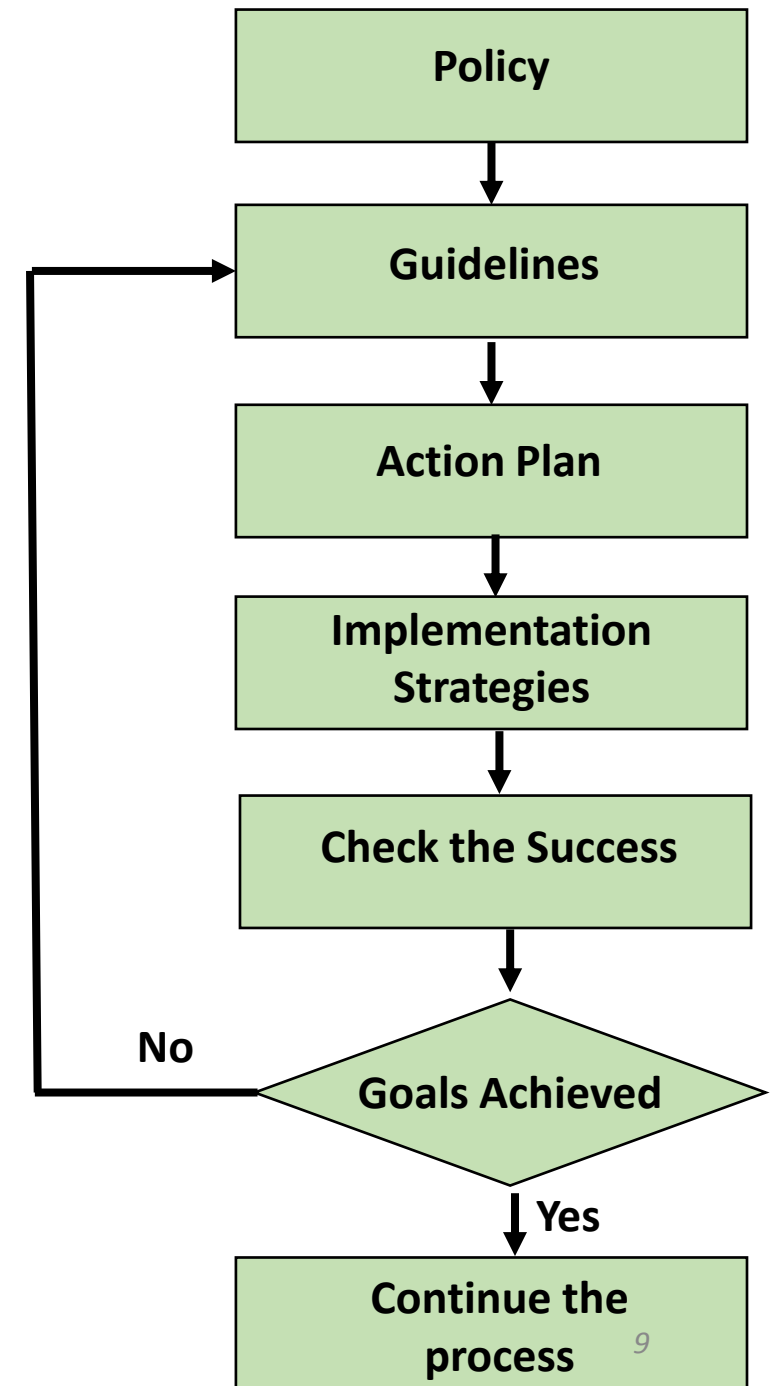 Policy
Guidelines
Action Plan
Implementation
Strategies
Check the Success
No
Goals Achieved
Yes
Continue the
process
9